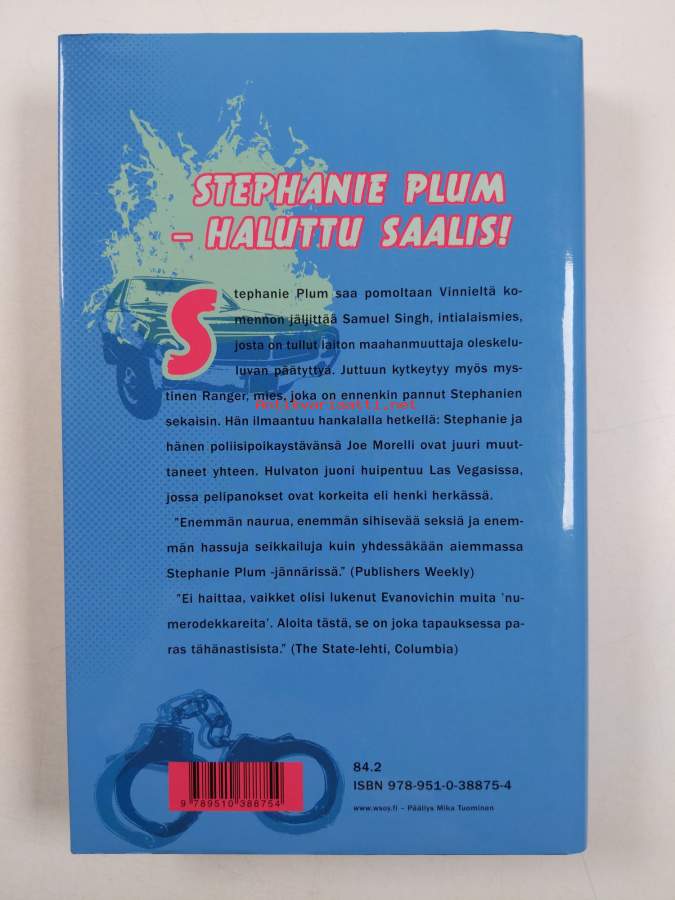 STEPHANIE PLUM
– HALUTTU SAALIS!
Stephanie Plum saa pomoltaan Vinnieltä ko-
mennon jäljittää Samuel Singh, intialaismies,
josta on tullut laiton maahanmuuttaja oleskelu-
luvan päätyttyä. Juttuun kytkeytyy myös mys-
tinen Ranger, mies, joka on ennenkin pannut Stephanien
Antikvariaatti.net
sekaisin. Hän ilmaantuu hankalalla hetkellä: Stephanie ja
hänen poliisipoikaystävänsä Joe Morelli ovat juuri muut-
taneet yhteen. Hulvaton juoni huipentuu Las Vegasissa,
jossa pelipanokset ovat korkeita eli henki herkässä.
”Enemmän naurua, enemmän sihisevää seksiä ja enem-
män hassuja seikkailuja kuin yhdessäkään aiemmassa
Stephanie Plum -jännärissä.” (Publishers Weekly)
”Ei haittaa, vaikket olisi lukenut Evanovichin muita ’nu-
merodekkareita’. Aloita tästä, se on joka tapauksessa pa-
ras tähänastisista.” (The State-lehti, Columbia)
84.2
ISBN 978-951-0-38875-4
9 789510 388754
www.wsoy.fi – Päällys Mika Tuominen